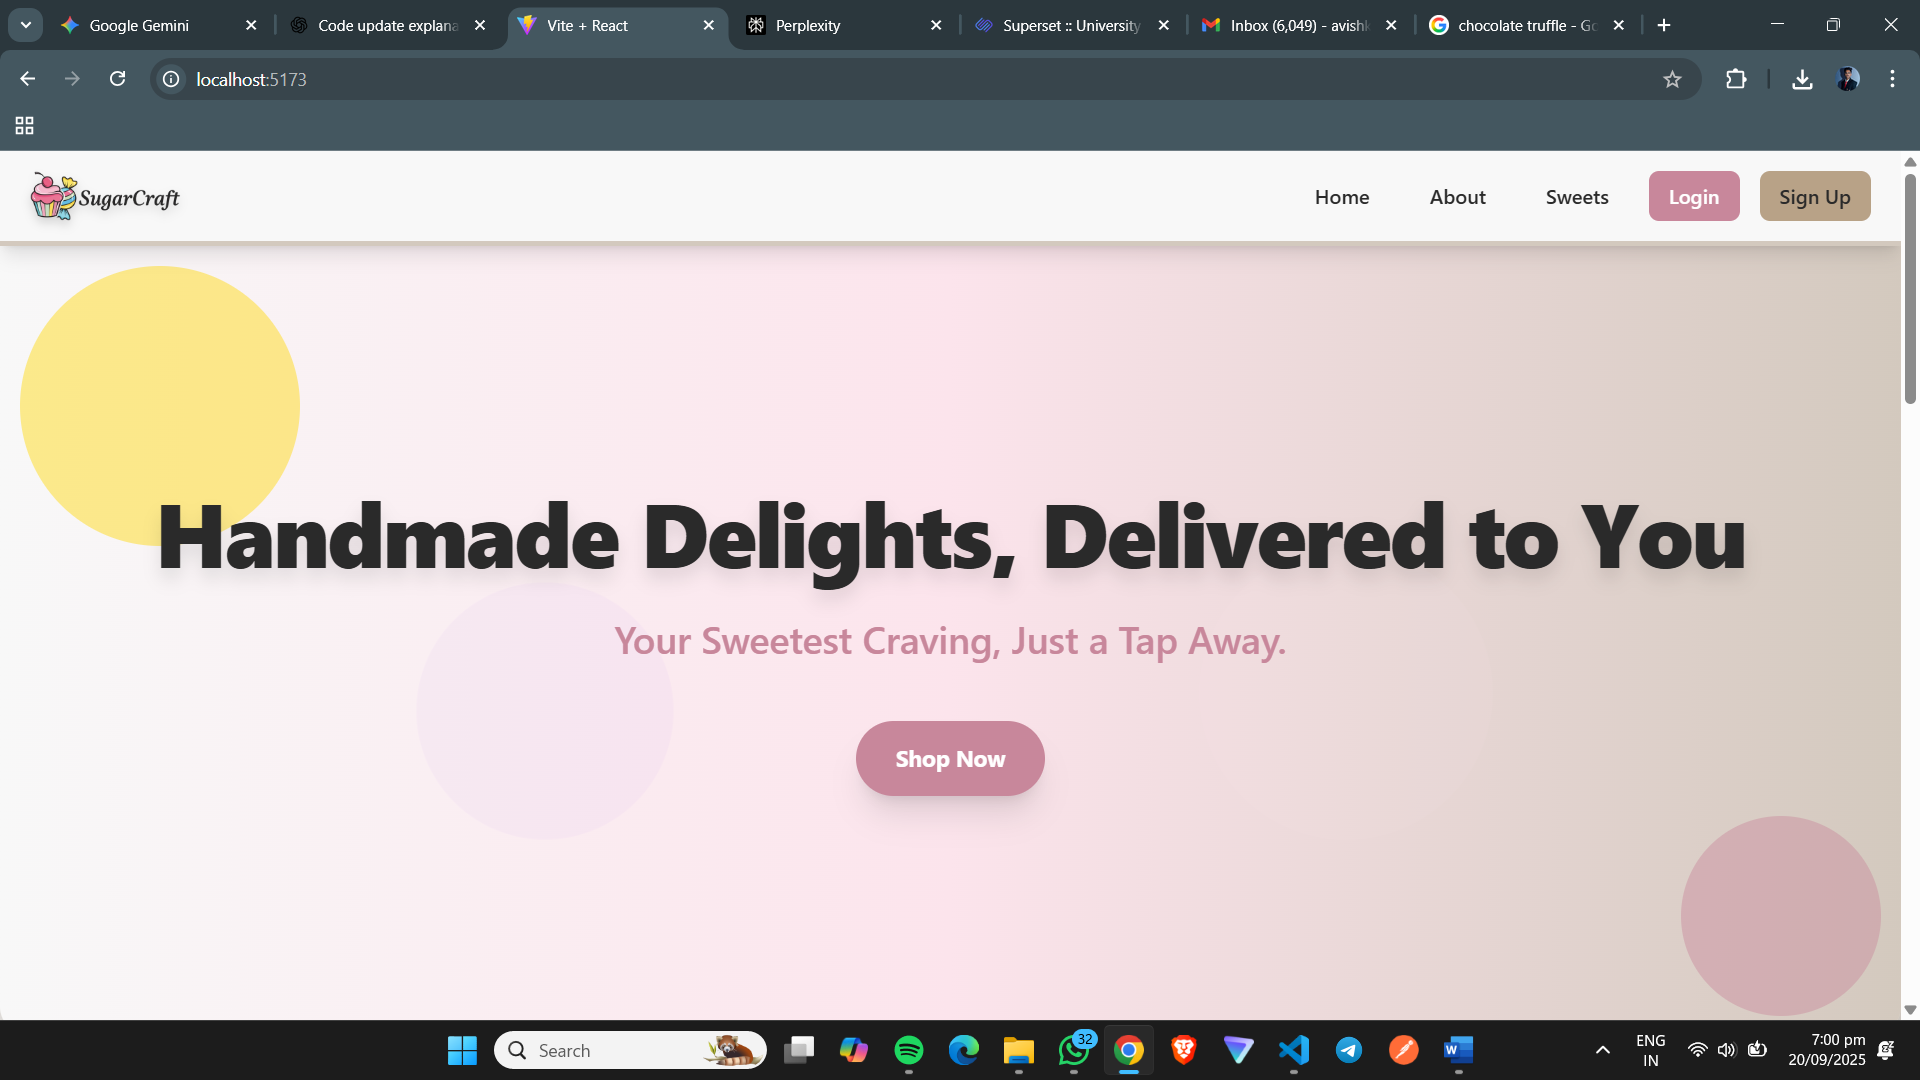 Google Gemini
Code update explana
Vite + React
Perplexity
Superset :: University
Inbox (6,049) - avishk
chocolate truffle - Go
localhost:5173
SugarCraft
Home
About
Sweets
Login
Sign Up
Handmade Delights, Delivered to You
Your Sweetest Craving, Just a Tap Away.
Shop Now
Search
32
ENG
IN
7:00 pm
20/09/2025